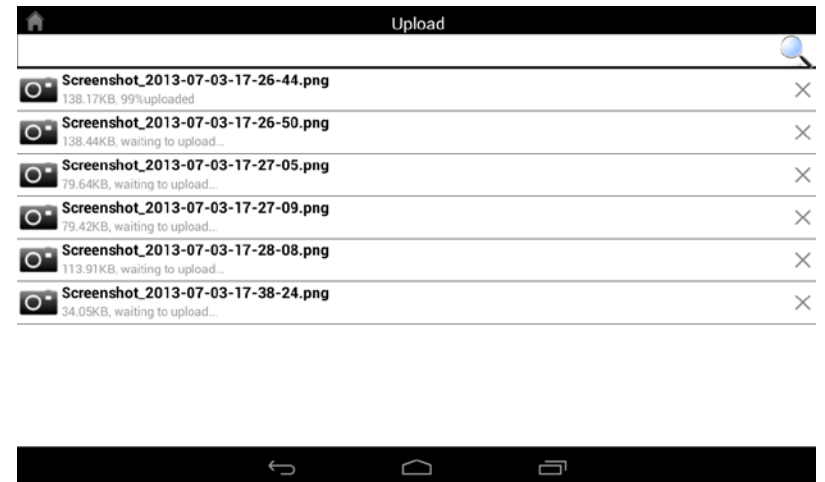 Upload
Screenshot_2013-07-03-17-26-44.png
138.17KB, 99%uploaded
Screenshot_2013-07-03-17-26-50.png
138.44KB, waiting to upload...
Screenshot_2013-07-03-17-27-05.png
79.64KB, waiting to upload...
Screenshot_2013-07-03-17-27-09.png
79.42KB, waiting to upload...
Screenshot_2013-07-03-17-28-08.png
113.91KB, waiting to upload...
Screenshot_2013-07-03-17-38-24.png
34.05KB, waiting to upload...